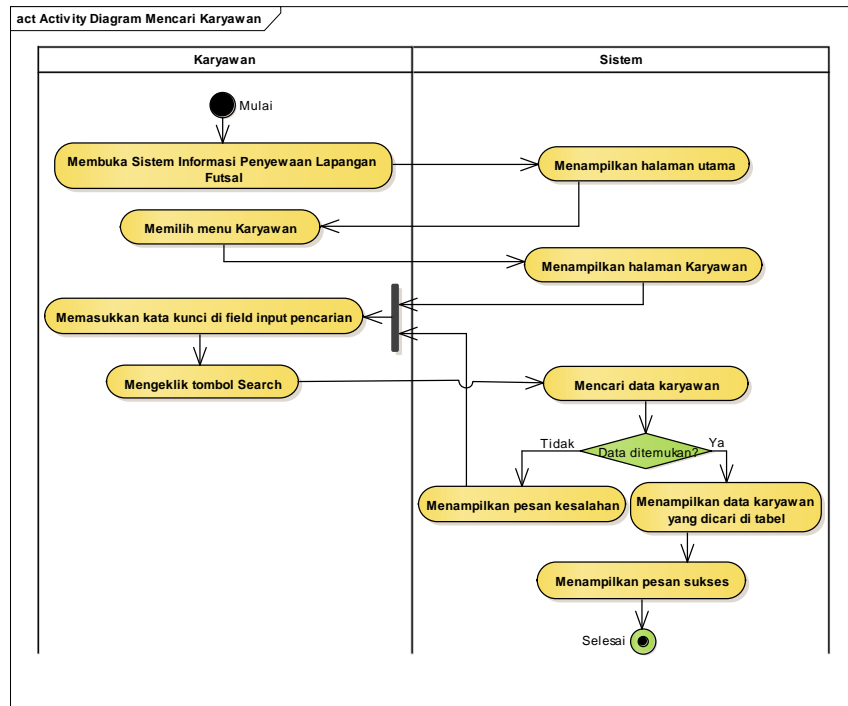 act Activity Diagram Mencari Karyawan
Karyawan
Sistem
Mulai
Membuka Sistem Informasi Penyewaan Lapangan
Futsal
Menampilkan halaman utama
Memilih menu Karyawan
Menampilkan halaman Karyawan
Memasukkan kata kunci di field input pencarian
Mengeklik tombol Search
Mencari data karyawan
Tidak
Data ditemukan?
Ya
Menampilkan pesan kesalahan
Menampilkan data karyawan
yang dicari di tabel
Menampilkan pesan sukses
Selesai